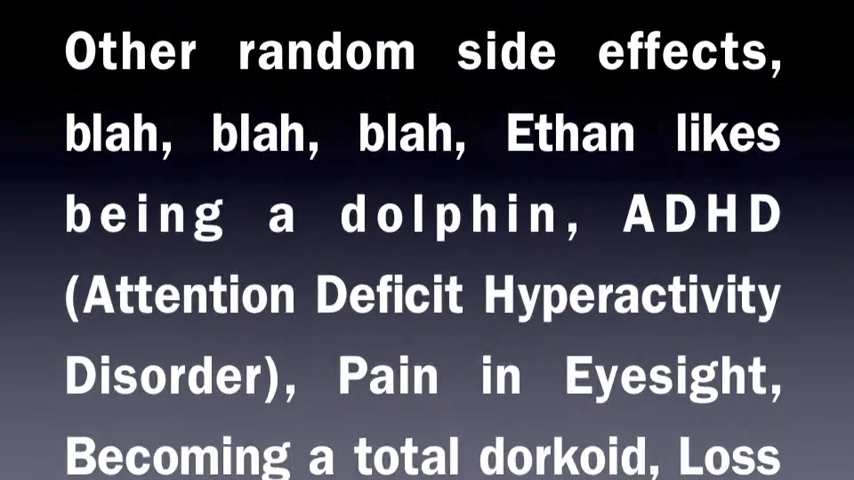 Other random side effects,
blah, blah, blah, Ethan likes
being a dolphin, ADHD
(Attention Deficit Hyperactivity
Disorder), Pain in Eyesight,
Becoming a total dorkoid, Loss